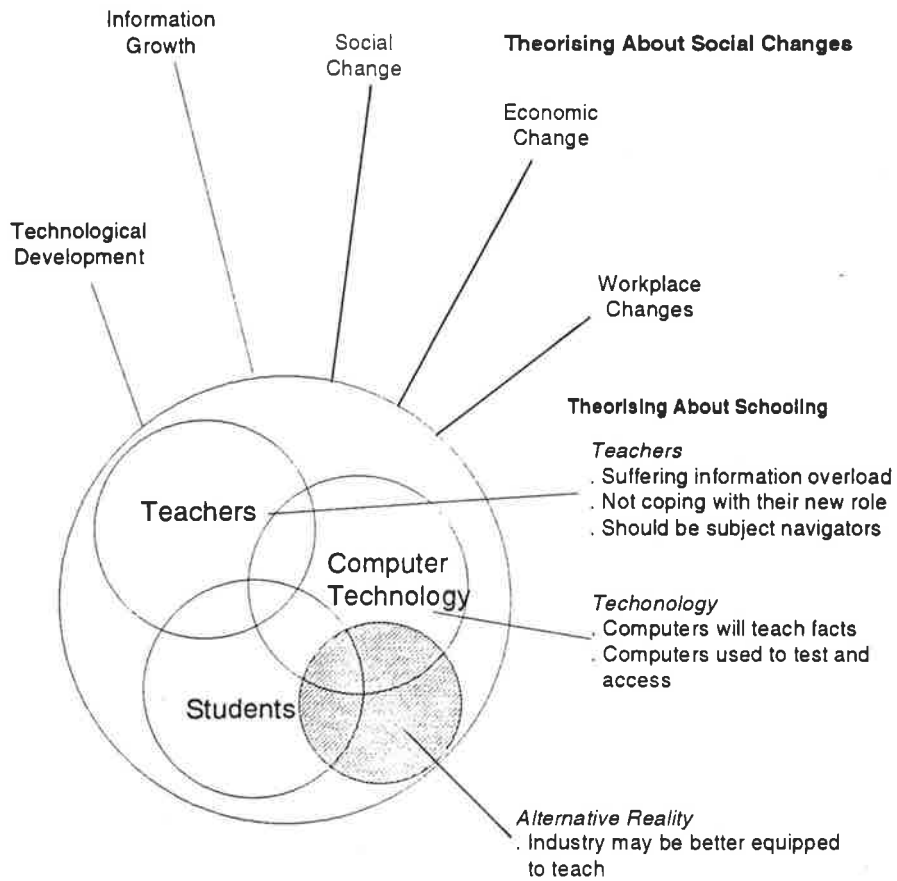 Information
Growth
Social
Change
Theorising About Social Changes
Economic
Change
Technological
Development
Workplace
Changes
Theorising About Schooling
Teachers
. Suffering information overload
. Not coping with their new role
. Should be subject navigators
Teachers
Computer
Technology
Techonology
. Computers will teach facts
. Computers used to test and
access
Students
Alternative Reality
. Industry may be better equipped
to teach